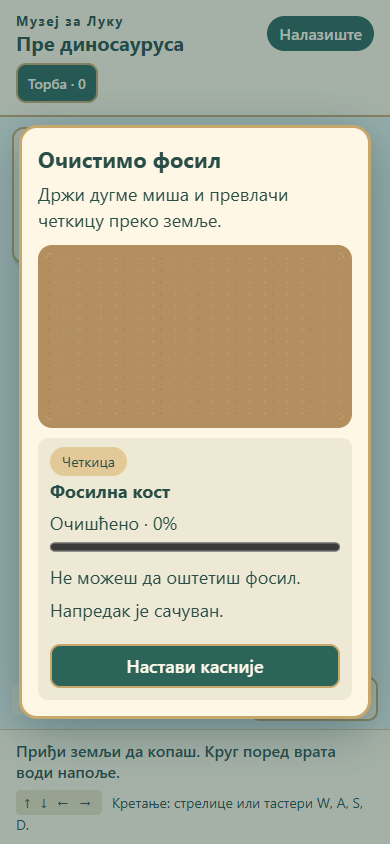 Музеј за Луку
Пре диносауруса
Налазиште
Торба · 0
Очистимо фосил
Држи дугме миша и превлачи
четкицу преко земље.
Четкица
Фосилна кост
Очишћено · 0%
Не можеш да оштетиш фосил.
Напредак је сачуван.
Настави касније
Приђи земљи да копаш. Круг поред врата
води напоље.
↑ ↓ ← → Кретање: стрелице или тастери W, A, S,
D.